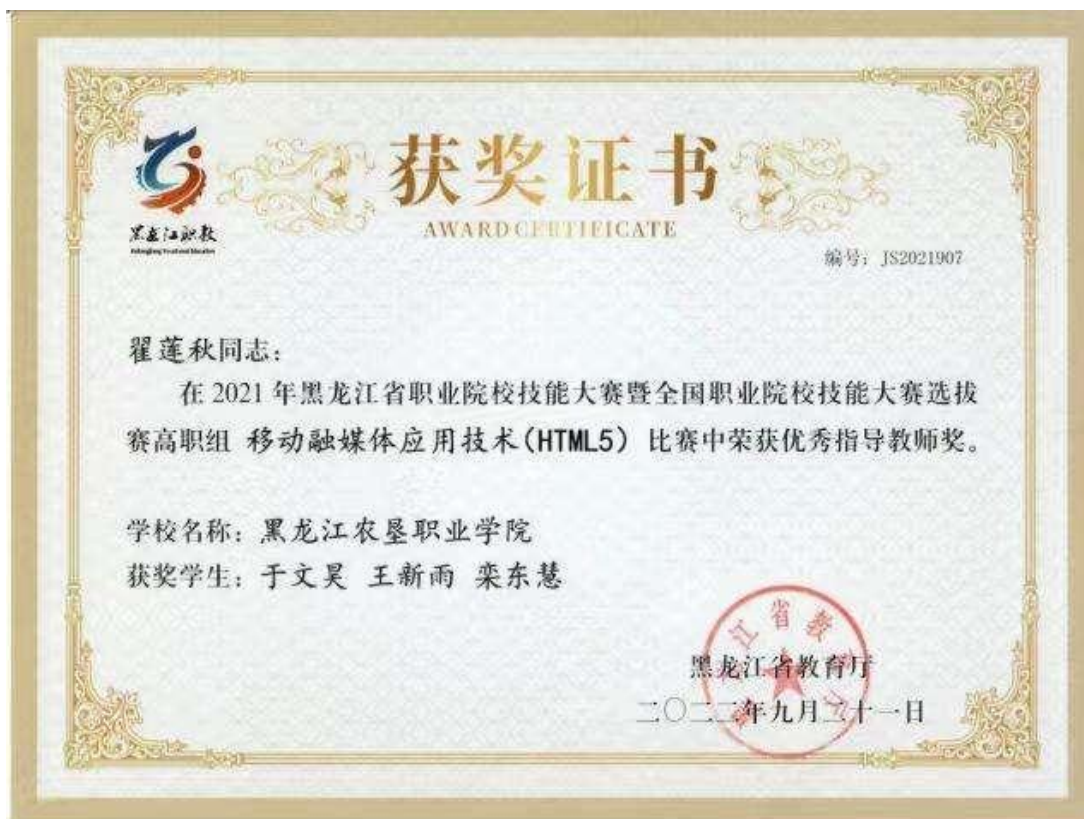 获奖证书
AWARD CERTIFICATE
黑龙江职教
编号：JS2021907
翟莲秋同志：
在 2021 年黑龙江省职业院校技能大赛暨全国职业院校技能大赛选拔
赛高职组 移动融媒体应用技术(HTML5) 比赛中荣获优秀指导教师奖。
学校名称：黑龙江农垦职业学院
获奖学生：于文昊 王新雨 栾东慧
黑龙江省教育厅
二〇二二年九月二十一日